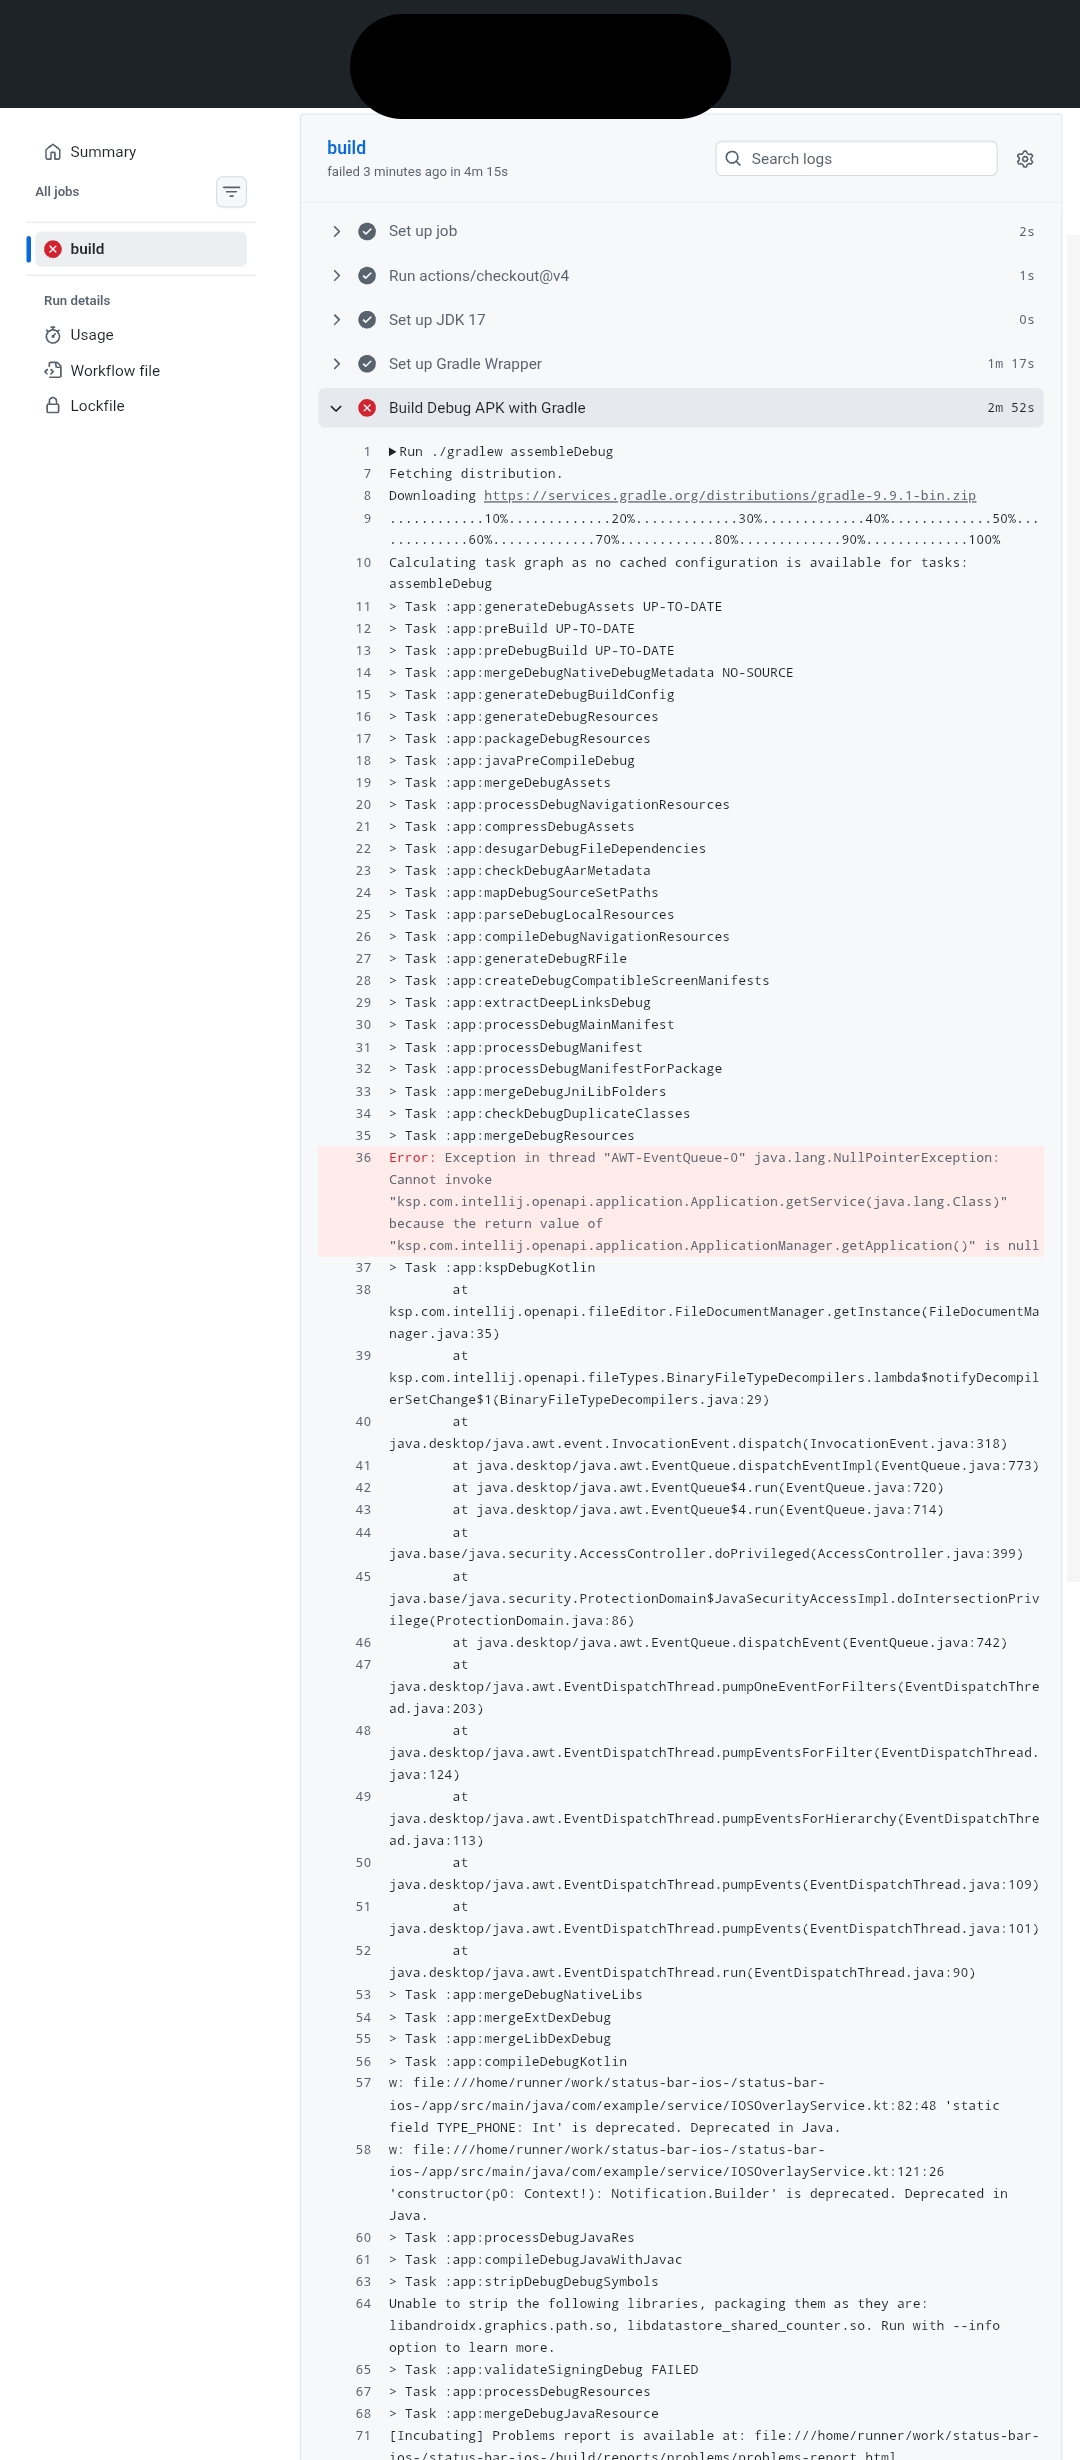 Summary
All jobs
build
Run details
Usage
Workflow file
Lockfile
build
failed 3 minutes ago in 4m 15s
Search logs
Set up job 2s
Run actions/checkout@v4 1s
Set up JDK 17 0s
Set up Gradle Wrapper 1m 17s
Build Debug APK with Gradle 2m 52s
1 ▶Run ./gradlew assembleDebug
7 Fetching distribution.
8 Downloading https://services.gradle.org/distributions/gradle-9.9.1-bin.zip
9 ............10%.............20%.............30%.............40%.............50%...
..........60%.............70%............80%............90%.............100%
10 Calculating task graph as no cached configuration is available for tasks:
assembleDebug
11 > Task :app:generateDebugAssets UP-TO-DATE
12 > Task :app:preBuild UP-TO-DATE
13 > Task :app:preDebugBuild UP-TO-DATE
14 > Task :app:mergeDebugNativeDebugMetadata NO-SOURCE
15 > Task :app:generateDebugBuildConfig
16 > Task :app:generateDebugResources
17 > Task :app:packageDebugResources
18 > Task :app:javaPreCompileDebug
19 > Task :app:mergeDebugAssets
20 > Task :app:processDebugNavigationResources
21 > Task :app:compressDebugAssets
22 > Task :app:desugarDebugFileDependencies
23 > Task :app:checkDebugAarMetadata
24 > Task :app:mapDebugSourceSetPaths
25 > Task :app:parseDebugLocalResources
26 > Task :app:compileDebugNavigationResources
27 > Task :app:generateDebugRFile
28 > Task :app:createDebugCompatibleScreenManifests
29 > Task :app:extractDeepLinksDebug
30 > Task :app:processDebugMainManifest
31 > Task :app:processDebugManifest
32 > Task :app:processDebugManifestForPackage
33 > Task :app:mergeDebugJniLibFolders
34 > Task :app:checkDebugDuplicateClasses
35 > Task :app:mergeDebugResources
36 Error: Exception in thread "AWT-EventQueue-0" java.lang.NullPointerException:
Cannot invoke
"ksp.com.intellij.openapi.application.Application.getService(java.lang.Class)"
because the return value of
"ksp.com.intellij.openapi.application.ApplicationManager.getApplication()" is null
37 > Task :app:kspDebugKotlin
38 at
ksp.com.intellij.openapi.fileEditor.FileDocumentManager.getInstance(FileDocumentMa
nager.java:35)
39 at
ksp.com.intellij.openapi.fileTypes.BinaryFileTypeDecompilers.lambda$notifyDecompil
erSetChange$1(BinaryFileTypeDecompilers.java:29)
40 at
java.desktop/java.awt.event.InvocationEvent.dispatch(InvocationEvent.java:318)
41 at java.desktop/java.awt.EventQueue.dispatchEventImpl(EventQueue.java:773)
42 at java.desktop/java.awt.EventQueue$4.run(EventQueue.java:720)
43 at java.desktop/java.awt.EventQueue$4.run(EventQueue.java:714)
44 at
java.base/java.security.AccessController.doPrivileged(AccessController.java:399)
45 at
java.base/java.security.ProtectionDomain$JavaSecurityAccessImpl.doIntersectionPriv
ilege(ProtectionDomain.java:86)
46 at java.desktop/java.awt.EventQueue.dispatchEvent(EventQueue.java:742)
47 at
java.desktop/java.awt.EventDispatchThread.pumpOneEventForFilters(EventDispatchThre
ad.java:203)
48 at
java.desktop/java.awt.EventDispatchThread.pumpEventsForFilter(EventDispatchThread.
java:124)
49 at
java.desktop/java.awt.EventDispatchThread.pumpEventsForHierarchy(EventDispatchThre
ad.java:113)
50 at
java.desktop/java.awt.EventDispatchThread.pumpEvents(EventDispatchThread.java:109)
51 at
java.desktop/java.awt.EventDispatchThread.pumpEvents(EventDispatchThread.java:101)
52 at
java.desktop/java.awt.EventDispatchThread.run(EventDispatchThread.java:90)
53 > Task :app:mergeDebugNativeLibs
54 > Task :app:mergeExtDexDebug
55 > Task :app:mergeLibDexDebug
56 > Task :app:compileDebugKotlin
57 w: file:///home/runner/work/status-bar-ios-/status-bar-
ios-/app/src/main/java/com/example/service/IOSOverlayService.kt:82:48 'static
field TYPE_PHONE: Int' is deprecated. Deprecated in Java.
58 w: file:///home/runner/work/status-bar-ios-/status-bar-
ios-/app/src/main/java/com/example/service/IOSOverlayService.kt:121:26
'constructor(p0: Context!): Notification.Builder' is deprecated. Deprecated in
Java.
60 > Task :app:processDebugJavaRes
61 > Task :app:compileDebugJavaWithJavac
63 > Task :app:stripDebugDebugSymbols
64 Unable to strip the following libraries, packaging them as they are:
libandroidx.graphics.path.so, libdatastore_shared_counter.so. Run with --info
option to learn more.
65 > Task :app:validateSigningDebug FAILED
67 > Task :app:processDebugResources
68 > Task :app:mergeDebugJavaResource
71 [Incubating] Problems report is available at: file:///home/runner/work/status-bar-
ios-/status-bar-ios-/build/reports/problems/problems-report.html